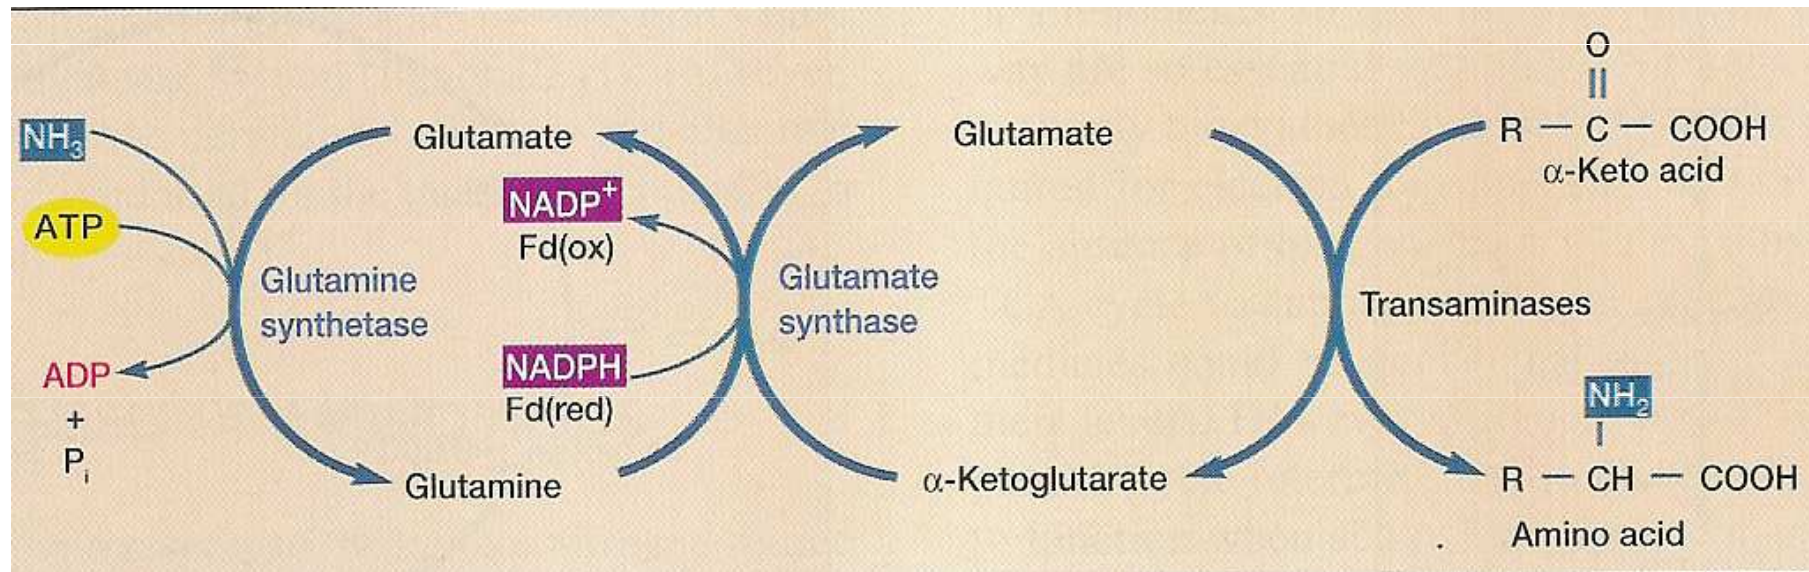 O
||
NH₃
Glutamate
Glutamate
R — C — COOH
α-Keto acid
NADP⁺
ATP
Fd(ox)
Glutamine
synthetase
Glutamate
synthase
Transaminases
ADP
+
Pᵢ
NADPH
Fd(red)
NH₂
|
Glutamine
α-Ketoglutarate
R — CH — COOH
Amino acid